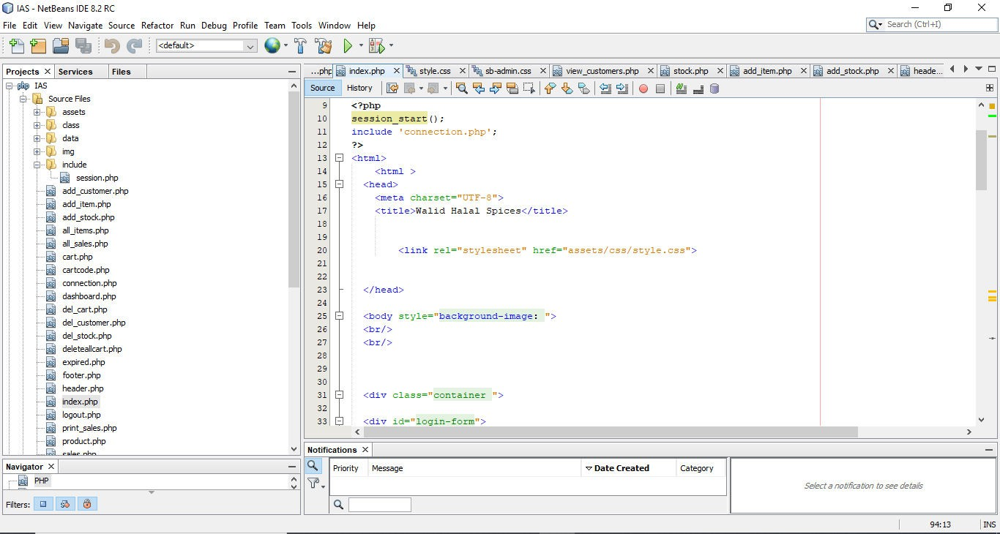 IAS - NetBeans IDE 8.2 RC
File Edit View Navigate Source Refactor Run Debug Profile Team Tools Window Help
Search (Ctrl+I)
<default>
Projects Services Files
IAS
Source Files
assets
class
data
img
include
session.php
add_customer.php
add_item.php
add_stock.php
all_items.php
all_sales.php
cart.php
cartcode.php
connection.php
dashboard.php
del_cart.php
del_customer.php
del_stock.php
deleteallcart.php
expired.php
footer.php
header.php
index.php
logout.php
print_sales.php
product.php
sales.php
Navigator
PHP
Filters:
...php index.php style.css sb-admin.css view_customers.php stock.php add_item.php add_stock.php heade...
Source History
9 <?php
10 session_start();
11 include 'connection.php';
12 ?>
13 <html>
14 <html >
15 <head>
16 <meta charset="UTF-8">
17 <title>Walid Halal Spices</title>
18
19
20 <link rel="stylesheet" href="assets/css/style.css">
21
22
23 </head>
24
25 <body style="background-image: ">
26 <br/>
27 <br/>
28
29
30
31 <div class="container ">
32
33 <div id="login-form">
Notifications
Priority Message Date Created Category
Select a notification to see details
94:13 INS